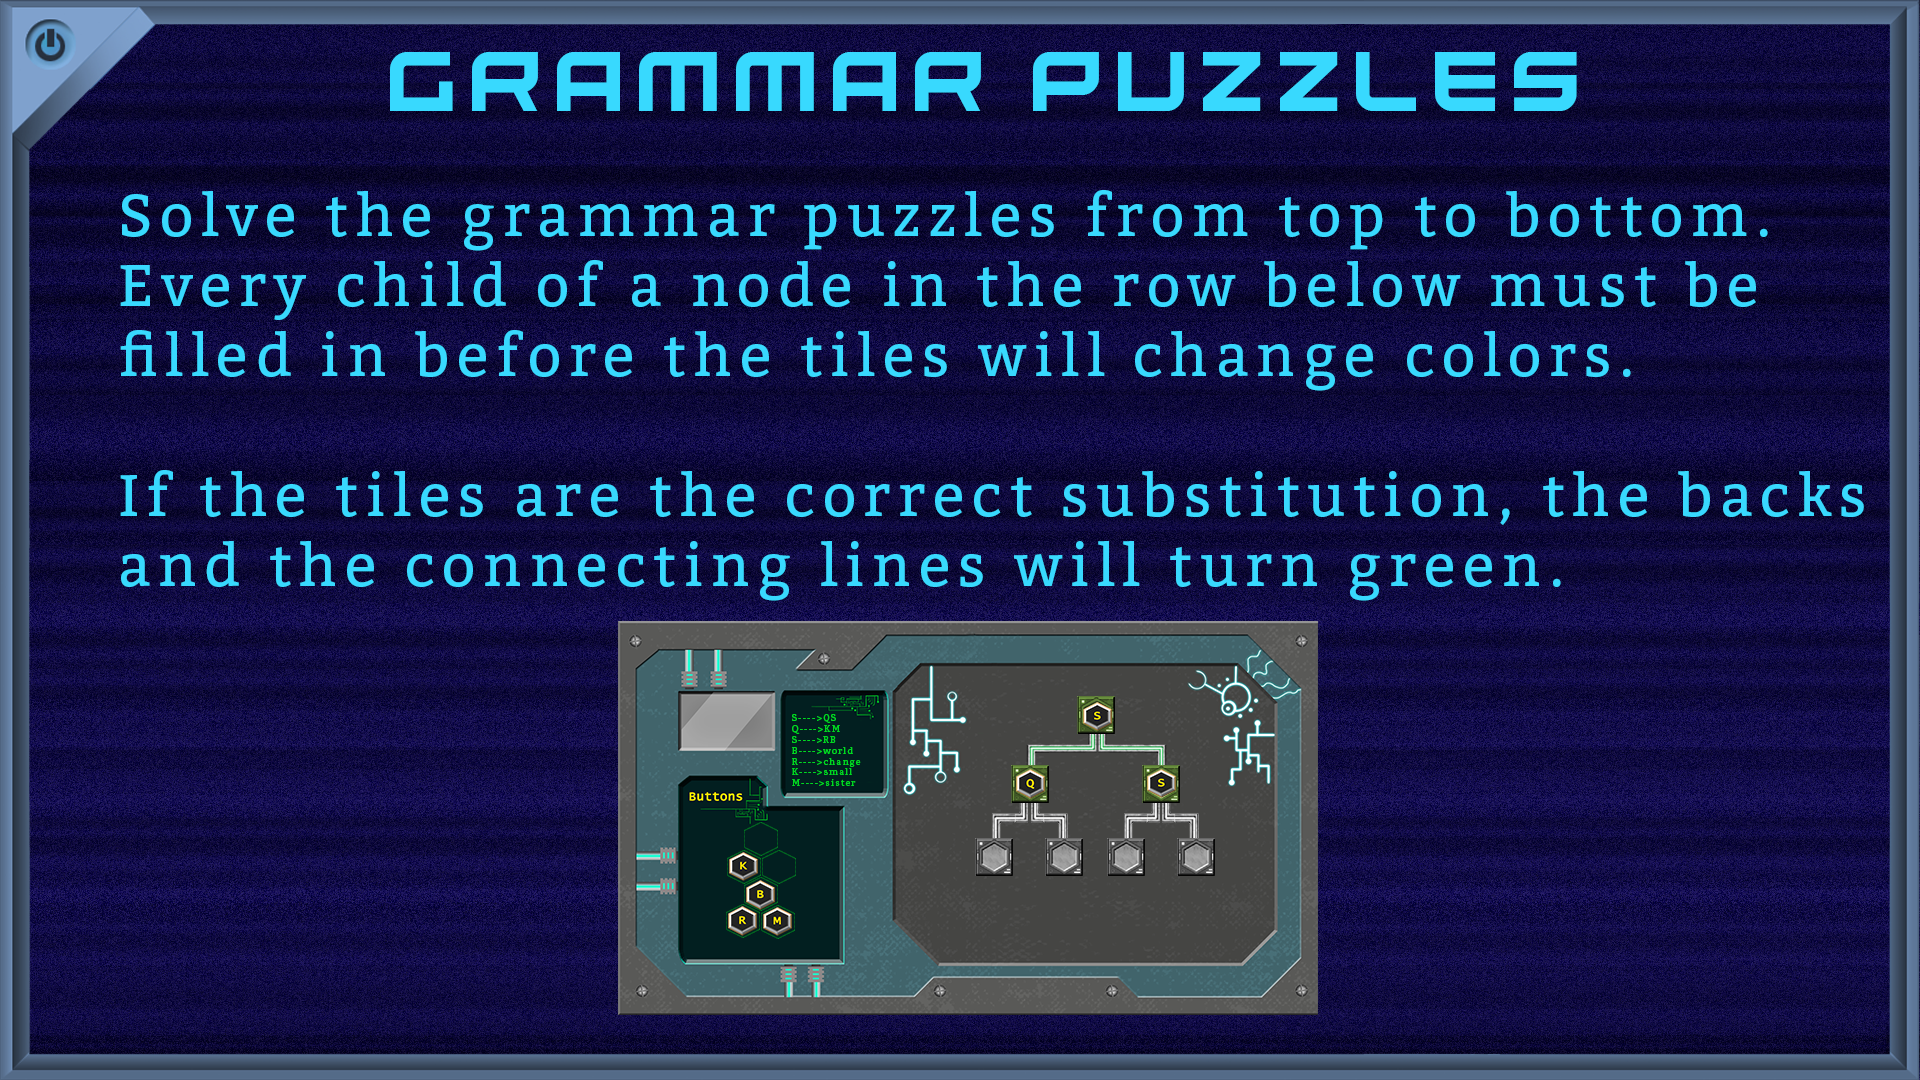 GRAMMAR PUZZLES
Solve the grammar puzzles from top to bottom.
Every child of a node in the row below must be
filled in before the tiles will change colors.
If the tiles are the correct substitution, the backs
and the connecting lines will turn green.
S---->QS
Q---->KM
S---->RB
B---->world
R---->change
K---->small
M---->sister
Buttons
K
B
R M
S
Q S